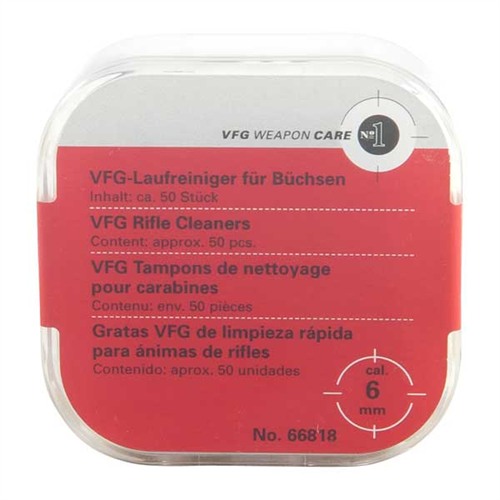 VFG WEAPON CARE No 1
VFG-Laufreiniger für Büchsen
Inhalt: ca. 50 Stück
VFG Rifle Cleaners
Content: approx. 50 pcs.
VFG Tampons de nettoyage
pour carabines
Contenu: env. 50 pièces
Gratas VFG de limpieza rápida
para ánimas de rifles
Contenido: aprox. 50 unidades
cal.
6
mm
No. 66818